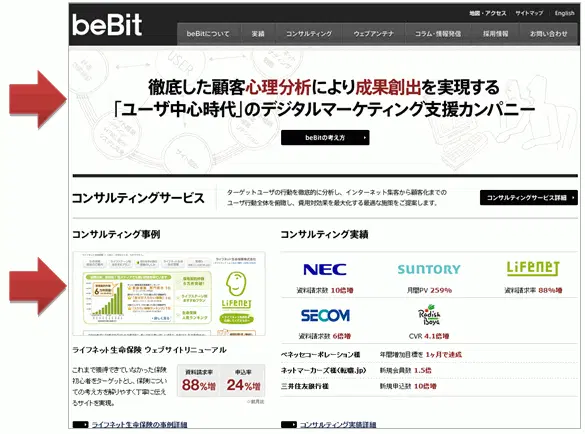 beBit
地図・アクセス サイトマップ English
beBitについて 実績 コンサルティング ウェブアンテナ コラム・情報発信 採用情報 お問い合わせ
徹底した顧客心理分析により成果創出を実現する
「ユーザ中心時代」のデジタルマーケティング支援カンパニー
beBitの考え方
コンサルティングサービス
ターゲットユーザの行動を徹底的に分析し、インターネット集客から顧客化までの
ユーザ行動全体を俯瞰し、費用対効果を最大化する最適な施策をご提案します。
コンサルティングサービス詳細
コンサルティング事例
LIFENET
ライフネット生命保険 ウェブサイトリニューアル
これまで獲得できていなかった保険
初心者をターゲットとし、保険につい
ての考え方を解りやすく丁寧に伝え
るサイトを実現。
資料請求率 申込率
88%増 24%増
ライフネット生命保険の事例詳細
コンサルティング実績
NEC SUNTORY LIFENET
資料請求数 10倍増 月間PV 259% 資料請求率 88%増
SECOM Radish Boya
資料請求数 6倍増 CVR 4.1倍増
ベネッセコーポレーション様 年間増加目標を 1ヶ月で達成
ネットマーカーズ様(転職.jp) 新規会員数 1.5倍
三井住友銀行様 新規申込数 10倍増
コンサルティング実績詳細